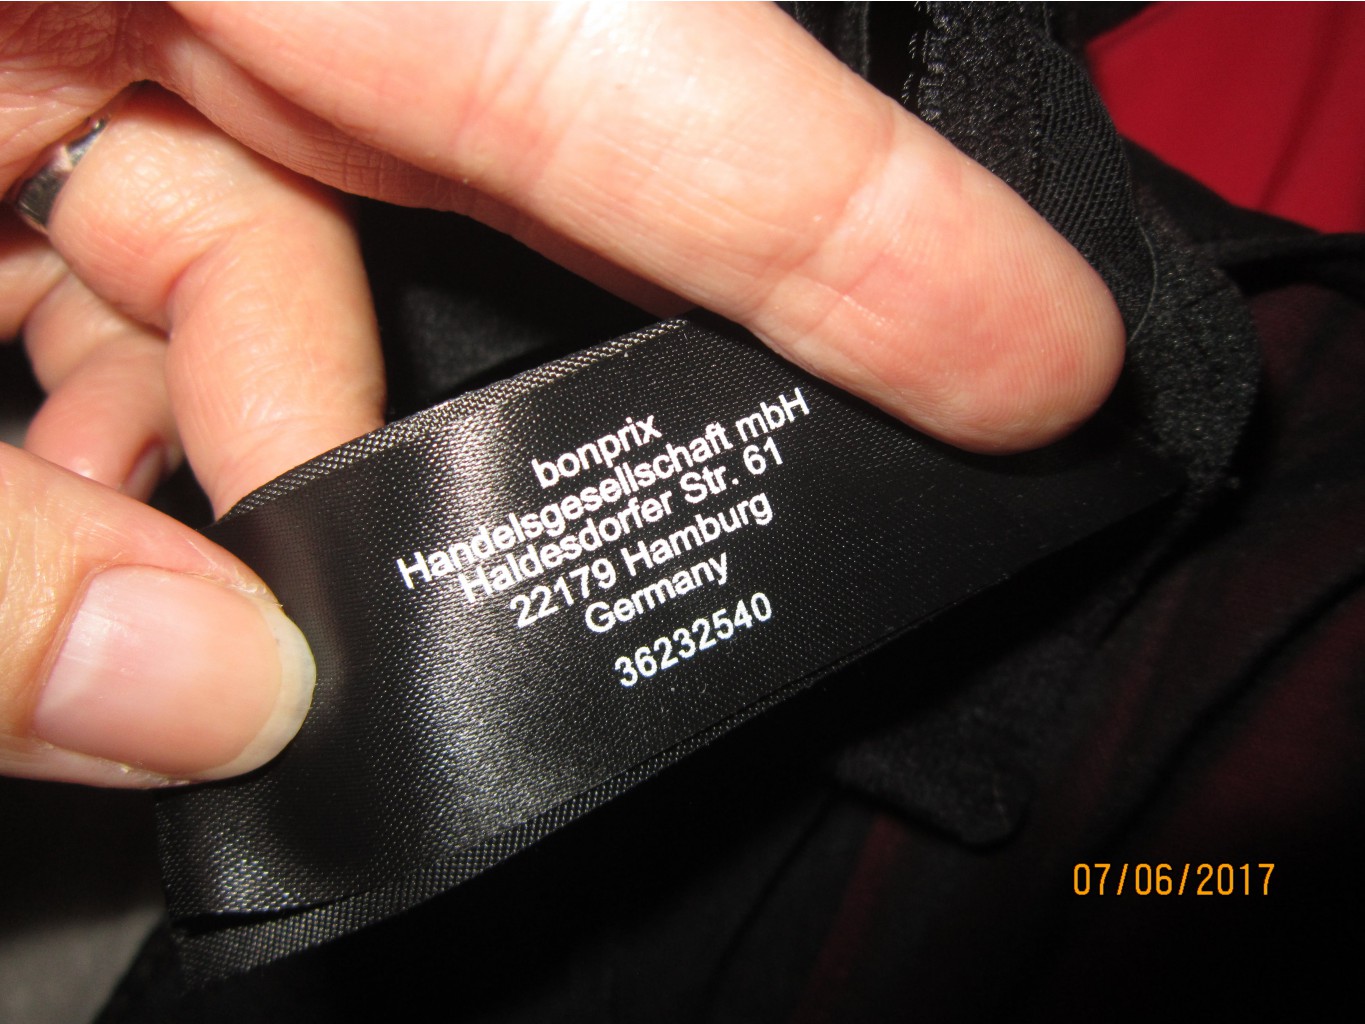 bonprix
Handelsgesellschaft mbH
Haldesdorfer Str. 61
22179 Hamburg
Germany
36232540
07/06/2017